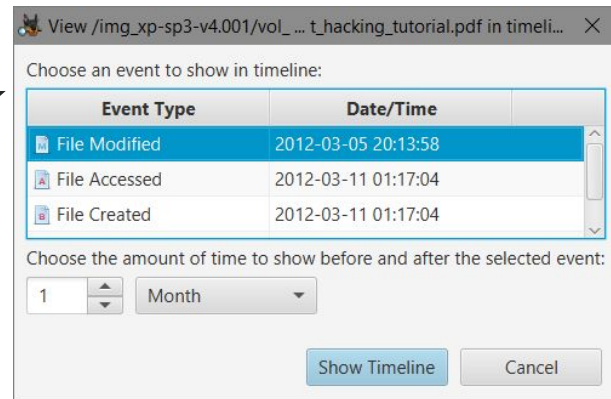 View /img_xp-sp3-v4.001/vol_ ... t_hacking_tutorial.pdf in timeli...
Choose an event to show in timeline:
Event Type Date/Time
File Modified 2012-03-05 20:13:58
File Accessed 2012-03-11 01:17:04
File Created 2012-03-11 01:17:04
Choose the amount of time to show before and after the selected event:
1 Month
Show Timeline Cancel